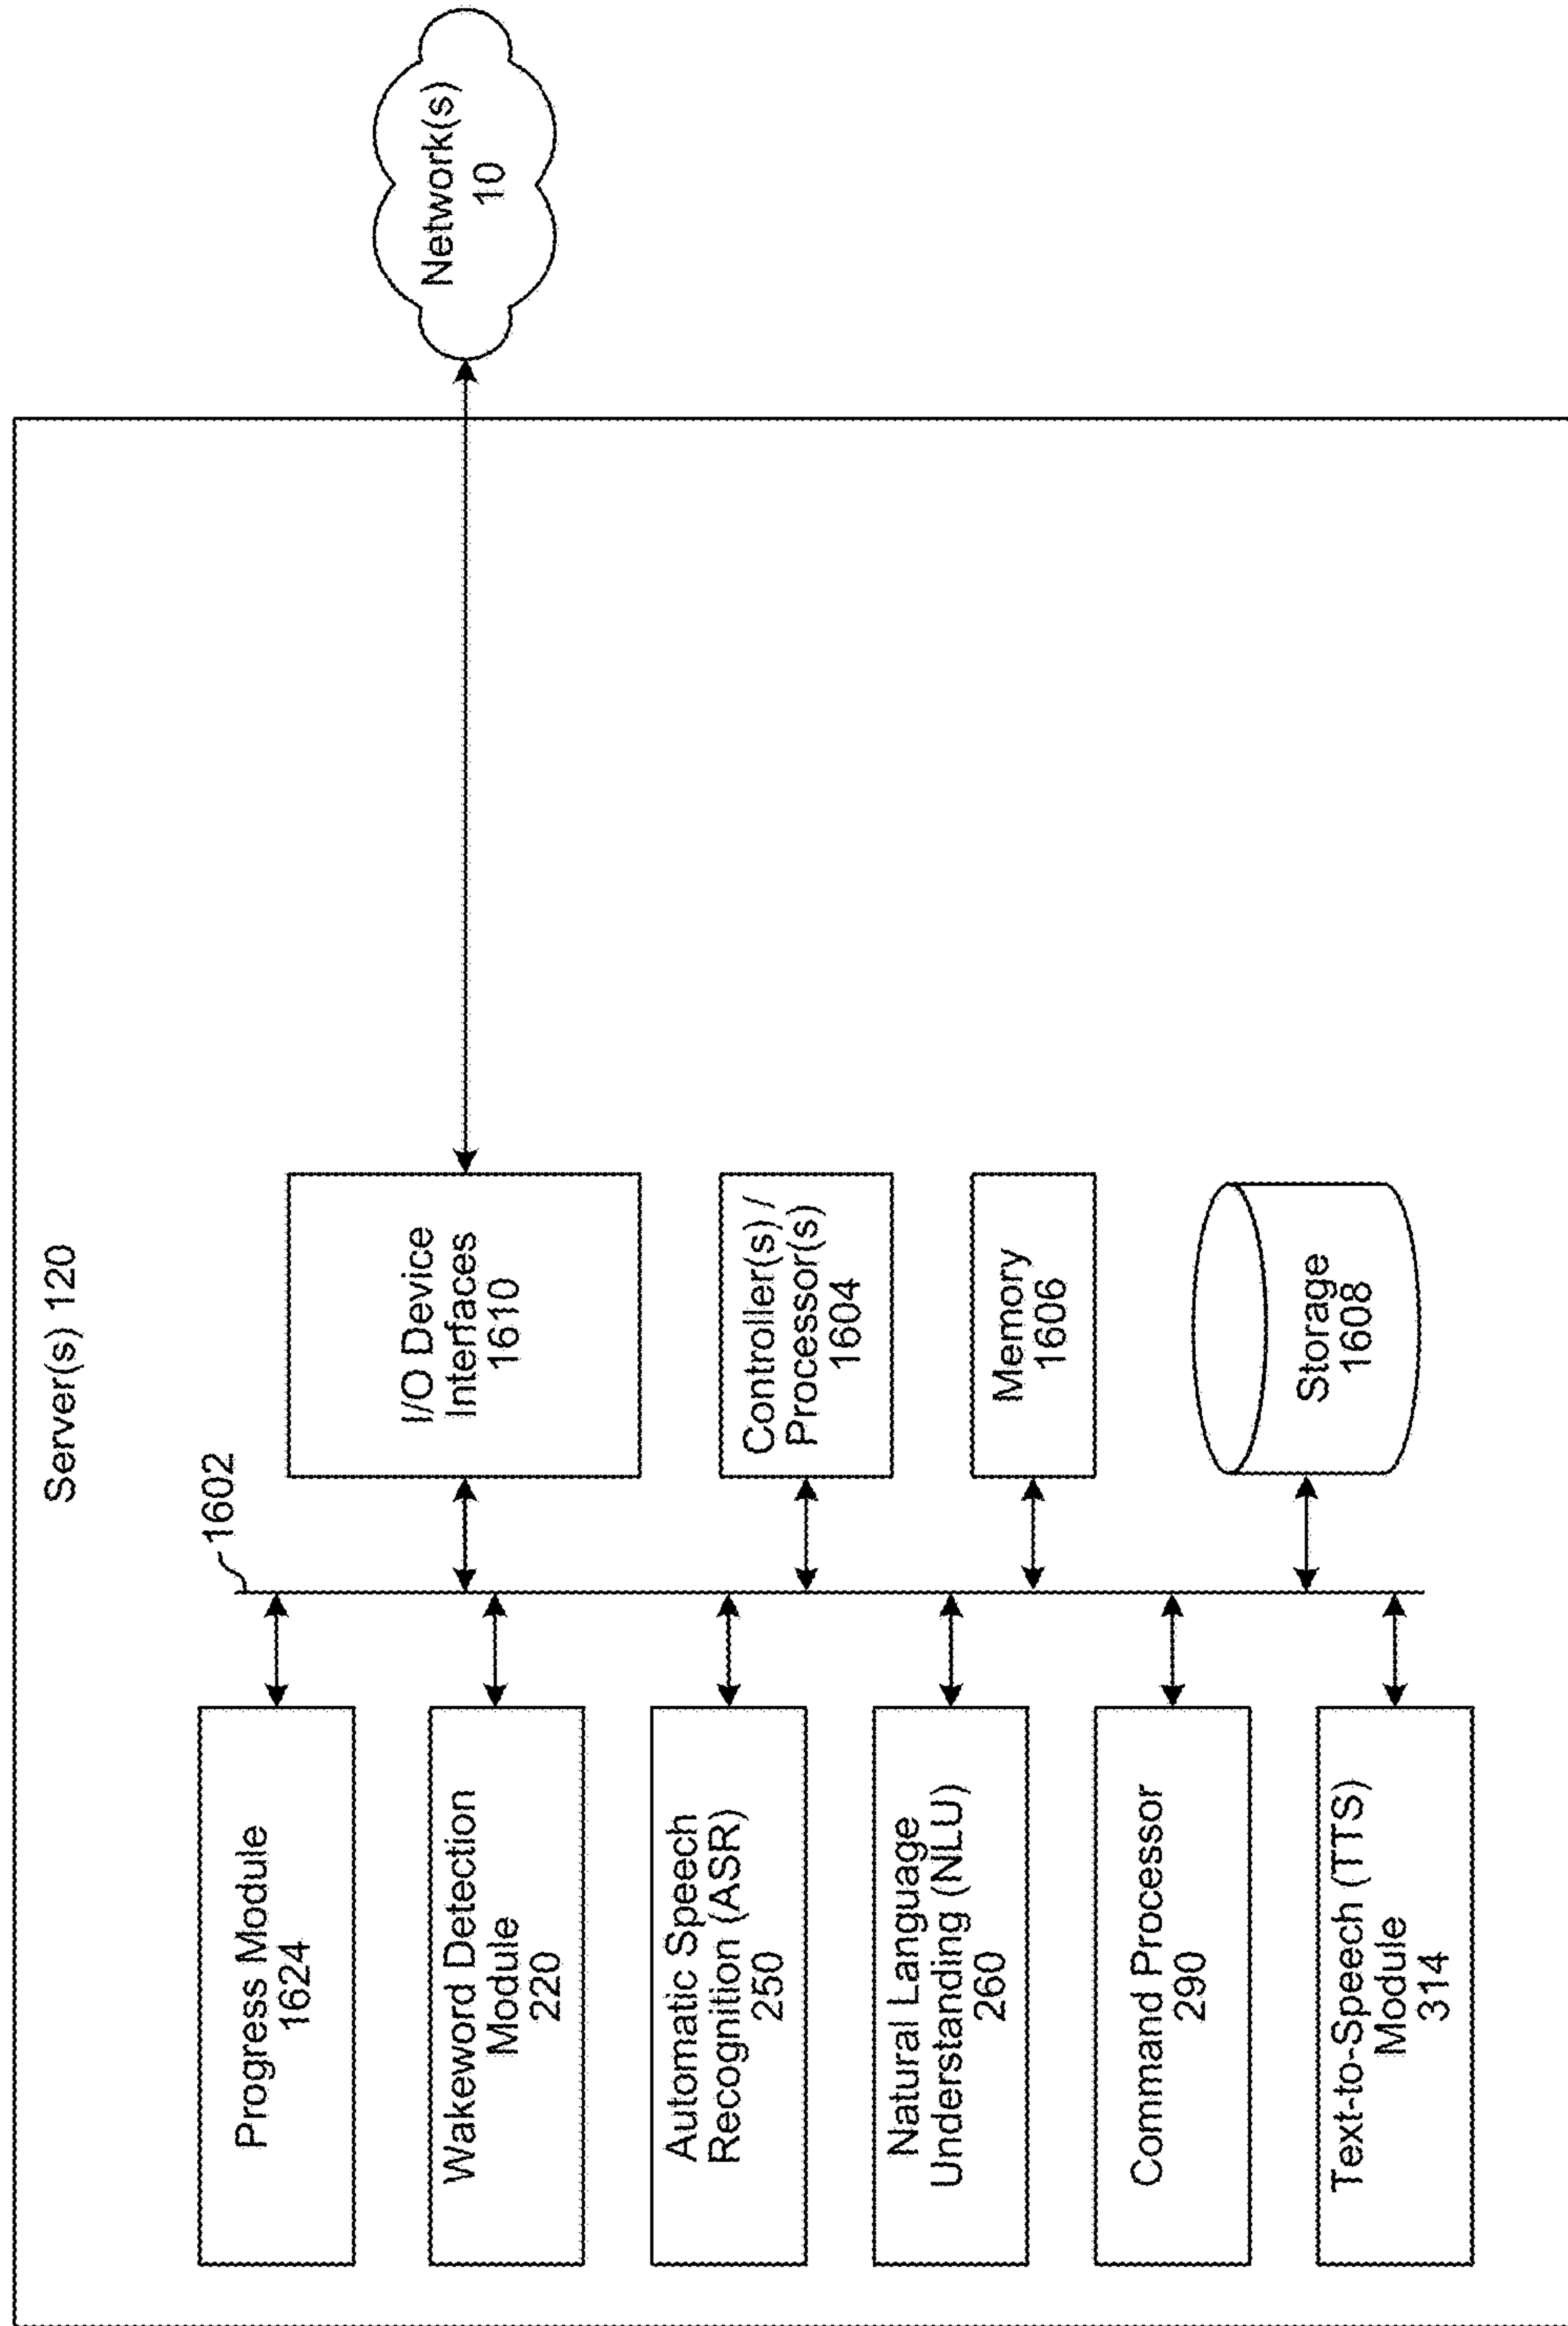 Server(s) 120
Network(s)
10
1602
I/O Device
Interfaces
1610
Controller(s) /
Processor(s)
1604
Memory
1606
Storage
1608
Progress Module
1624
Wakeword Detection
Module
220
Automatic Speech
Recognition (ASR)
250
Natural Language
Understanding (NLU)
260
Command Processor
290
Text-to-Speech (TTS)
Module
314